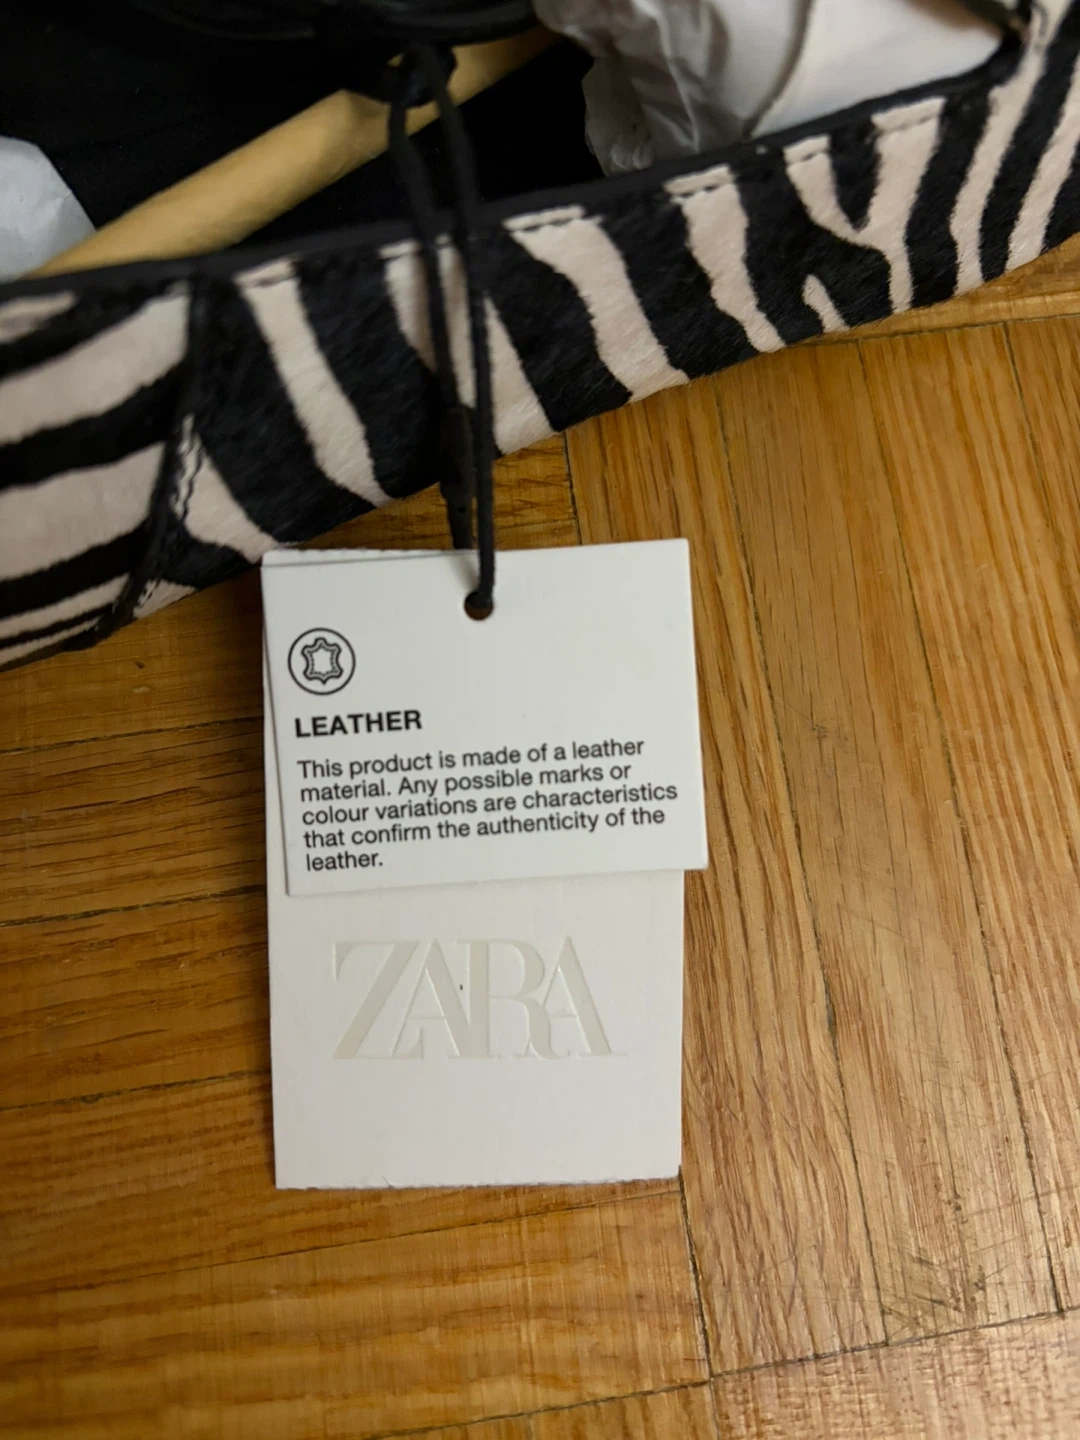 LEATHER
This product is made of a leather
material. Any possible marks or
colour variations are characteristics
that confirm the authenticity of the
leather.
ZARA